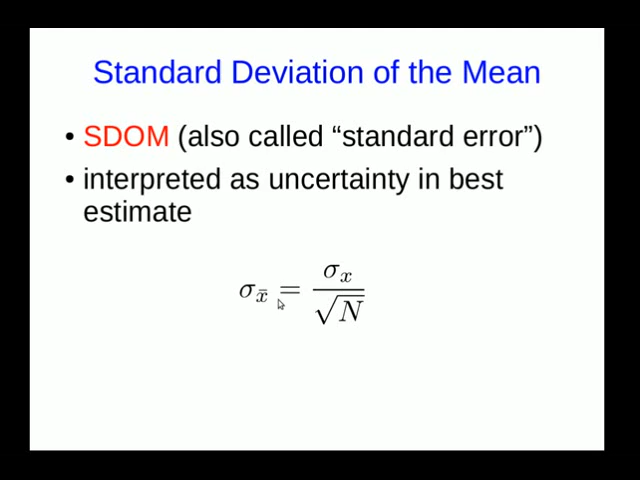 Standard Deviation of the Mean
• SDOM (also called “standard error”)
• interpreted as uncertainty in best
estimate
σ_x̄ = σ_x / √N